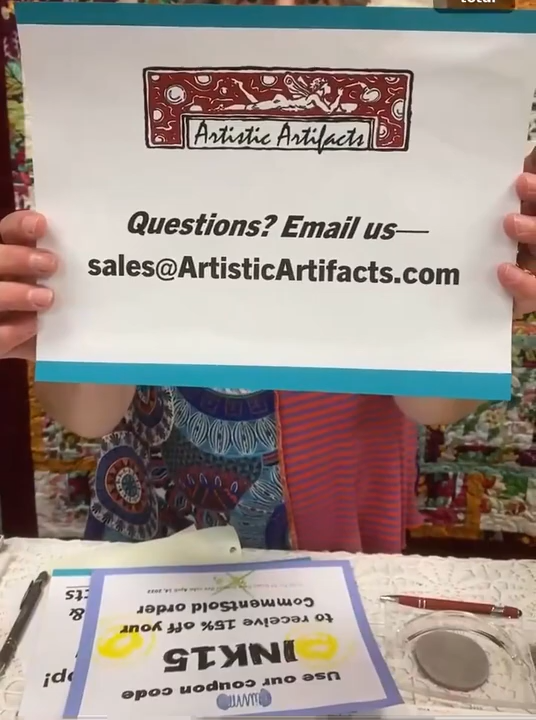 total
Artistic Artifacts
Questions? Email us—
sales@ArtisticArtifacts.com
Use our coupon code
INK15
to receive 15% off your
CommentSold order
&